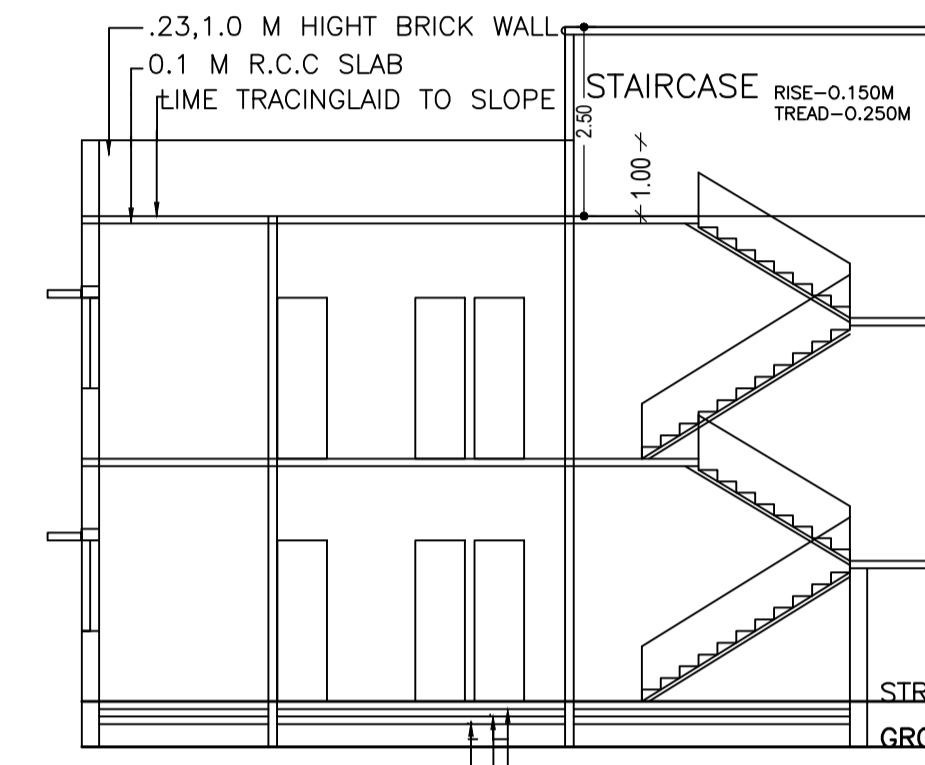 .23,1.0 M HIGHT BRICK WALL
0.1 M R.C.C SLAB
LIME TRACINGLAID TO SLOPE
STAIRCASE
RISE-0.150M
TREAD-0.250M
2.50
1.00
STR
GRO